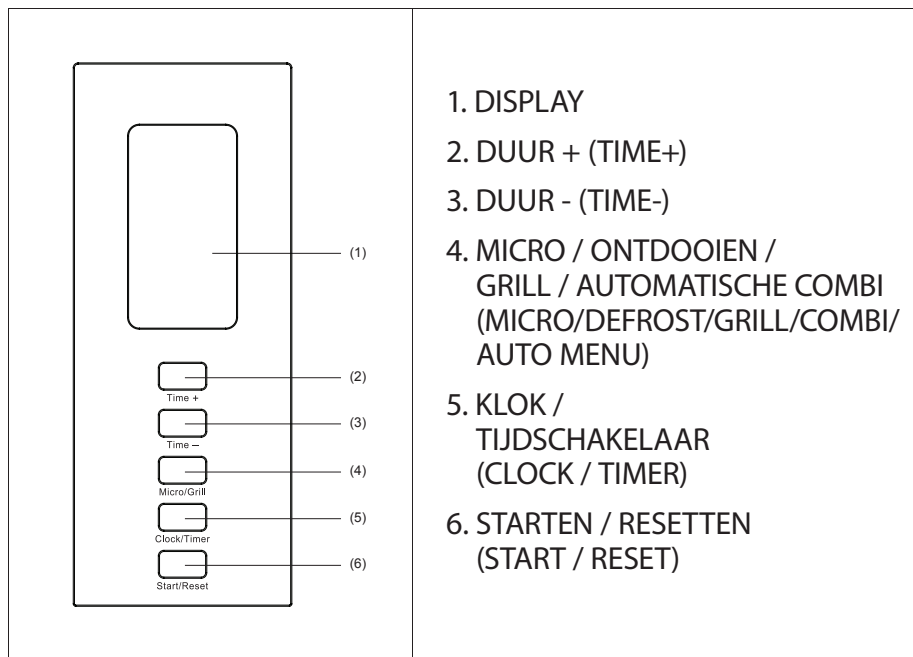 (1)
(2)
Time +
(3)
Time –
(4)
Micro/Grill
(5)
Clock/Timer
(6)
Start/Reset
1. DISPLAY
2. DUUR + (TIME+)
3. DUUR - (TIME-)
4. MICRO / ONTDOOIEN /
GRILL / AUTOMATISCHE COMBI
(MICRO/DEFROST/GRILL/COMBI/
AUTO MENU)
5. KLOK /
TIJDSCHAKELAAR
(CLOCK / TIMER)
6. STARTEN / RESETTEN
(START / RESET)